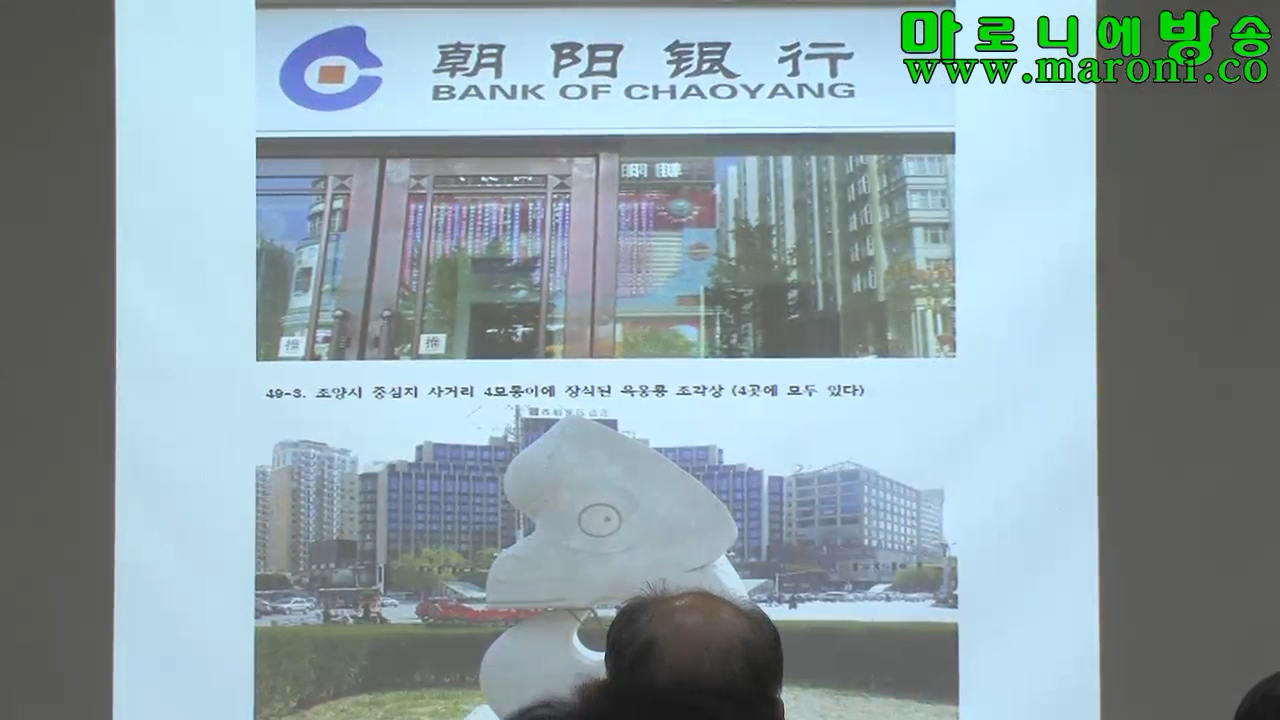 마로니에방송
www.maroni.co
朝阳银行
BANK OF CHAOYANG
推
推
49-3. 조양시 중심지 사거리 4모퉁이에 장식된 옥웅룡 조각상 (4곳에 모두 있다)